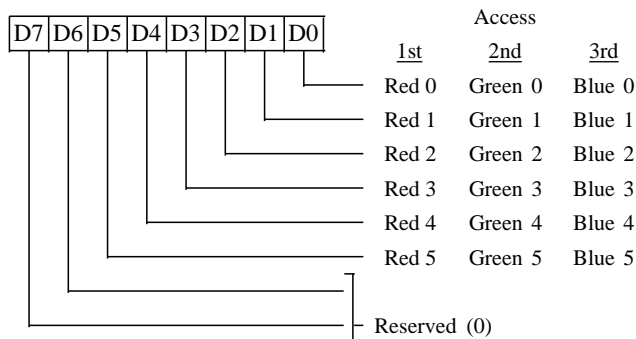 Access
D7 D6 D5 D4 D3 D2 D1 D0
1st 2nd 3rd
Red 0 Green 0 Blue 0
Red 1 Green 1 Blue 1
Red 2 Green 2 Blue 2
Red 3 Green 3 Blue 3
Red 4 Green 4 Blue 4
Red 5 Green 5 Blue 5
Reserved (0)